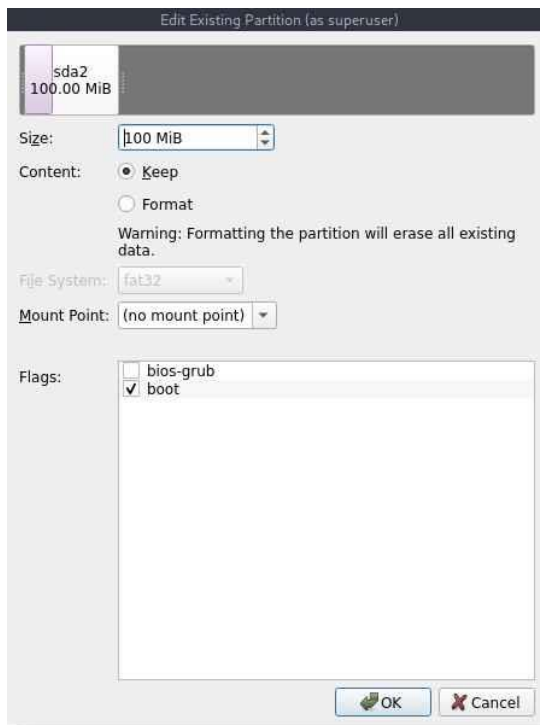 Edit Existing Partition (as superuser)
sda2
100.00 MiB
Size: 100 MiB
Content: Keep
Format
Warning: Formatting the partition will erase all existing
data.
File System: fat32
Mount Point: (no mount point)
Flags:
bios-grub
boot
OK Cancel